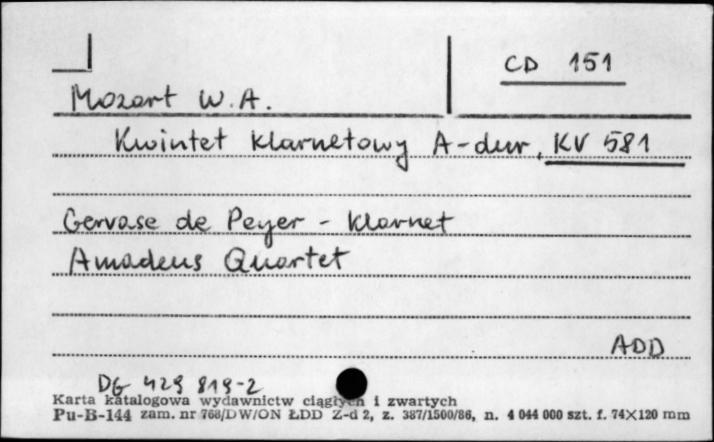 CD 151
Mozart W.A.
Kwintet klarnetowy A-dur, KV 581
Gervase de Peyer - klarnet
Amadeus Quartet
ADD
DG 429 819-2
Karta katalogowa wydawnictw ciągłych i zwartych
Pu-B-144 zam. nr 768/DW/ON ŁDD Z-d 2, z. 387/1500/86, n. 4 044 000 szt. f. 74×120 mm